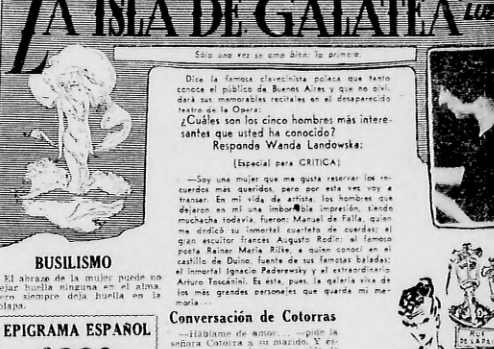 LA ISLA DE GALATEA
Sólo una vez se ama bien: la primera.
Dice la famosa clavecinista polaca que tanto
conoce el público de Buenos Aires y que no olvi-
dará sus memorables recitales en el desaparecido
teatro de la Opera:
¿Cuáles son los cinco hombres más intere-
santes que usted ha conocido?
Responde Wanda Landowska:
(Especial para CRITICA)
—Soy una mujer que me gusta reservar los re-
cuerdos más queridos, pero por esta vez voy a
transar. En mi vida de artista, los hombres que
dejaron en mí una imborrable impresión, siendo
muchacha todavía, fueron: Manuel de Falla, quien
me dedicó su inmortal cuarteto de cuerdas; el
gran escultor francés Augusto Rodin; el famoso
poeta Rainer María Rilke, a quien conocí en el
castillo de Duino, fuente de sus famosas baladas;
el inmortal Ignacio Paderewsky y el extraordinario
Arturo Toscanini. Es ésta, pues, la galería viva de
los más grandes personajes que guarda mi me-
moria.
BUSILISMO
El abrazo de la mujer puede no
dejar huella ninguna en el alma,
pero siempre deja huella en la
solapa.
EPIGRAMA ESPAÑOL
Conversación de Cotorras
—Háblame de amor... —pide la
señora Cotorra a su marido. Y es-
RUE
DE LA PAIX